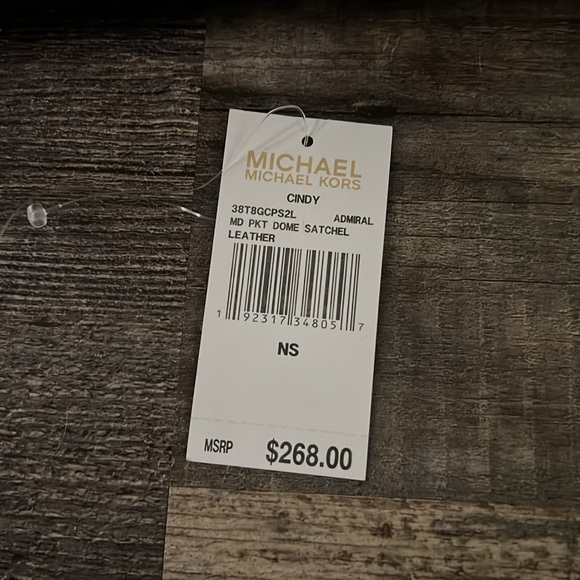 MICHAEL
MICHAEL KORS
CINDY
38T8GCPS2L ADMIRAL
MD PKT DOME SATCHEL
LEATHER
1 92317 34805 7
NS
MSRP $268.00